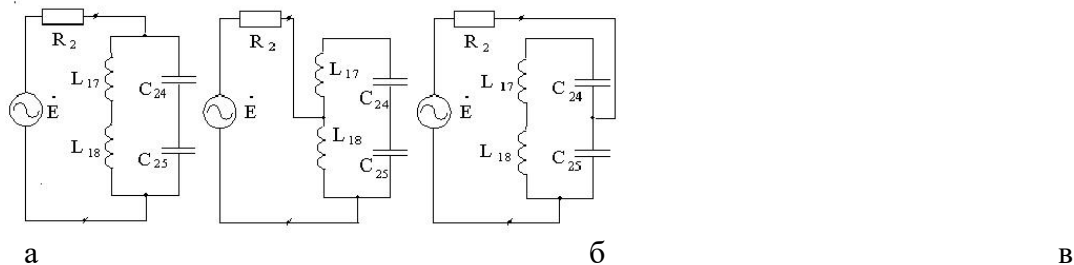 R 2 R 2 R 2
L 17 L 17 L 17
C 24 C 24 C 24
Ė Ė Ė
L 18 L 18 L 18
C 25 C 25 C 25
а б в